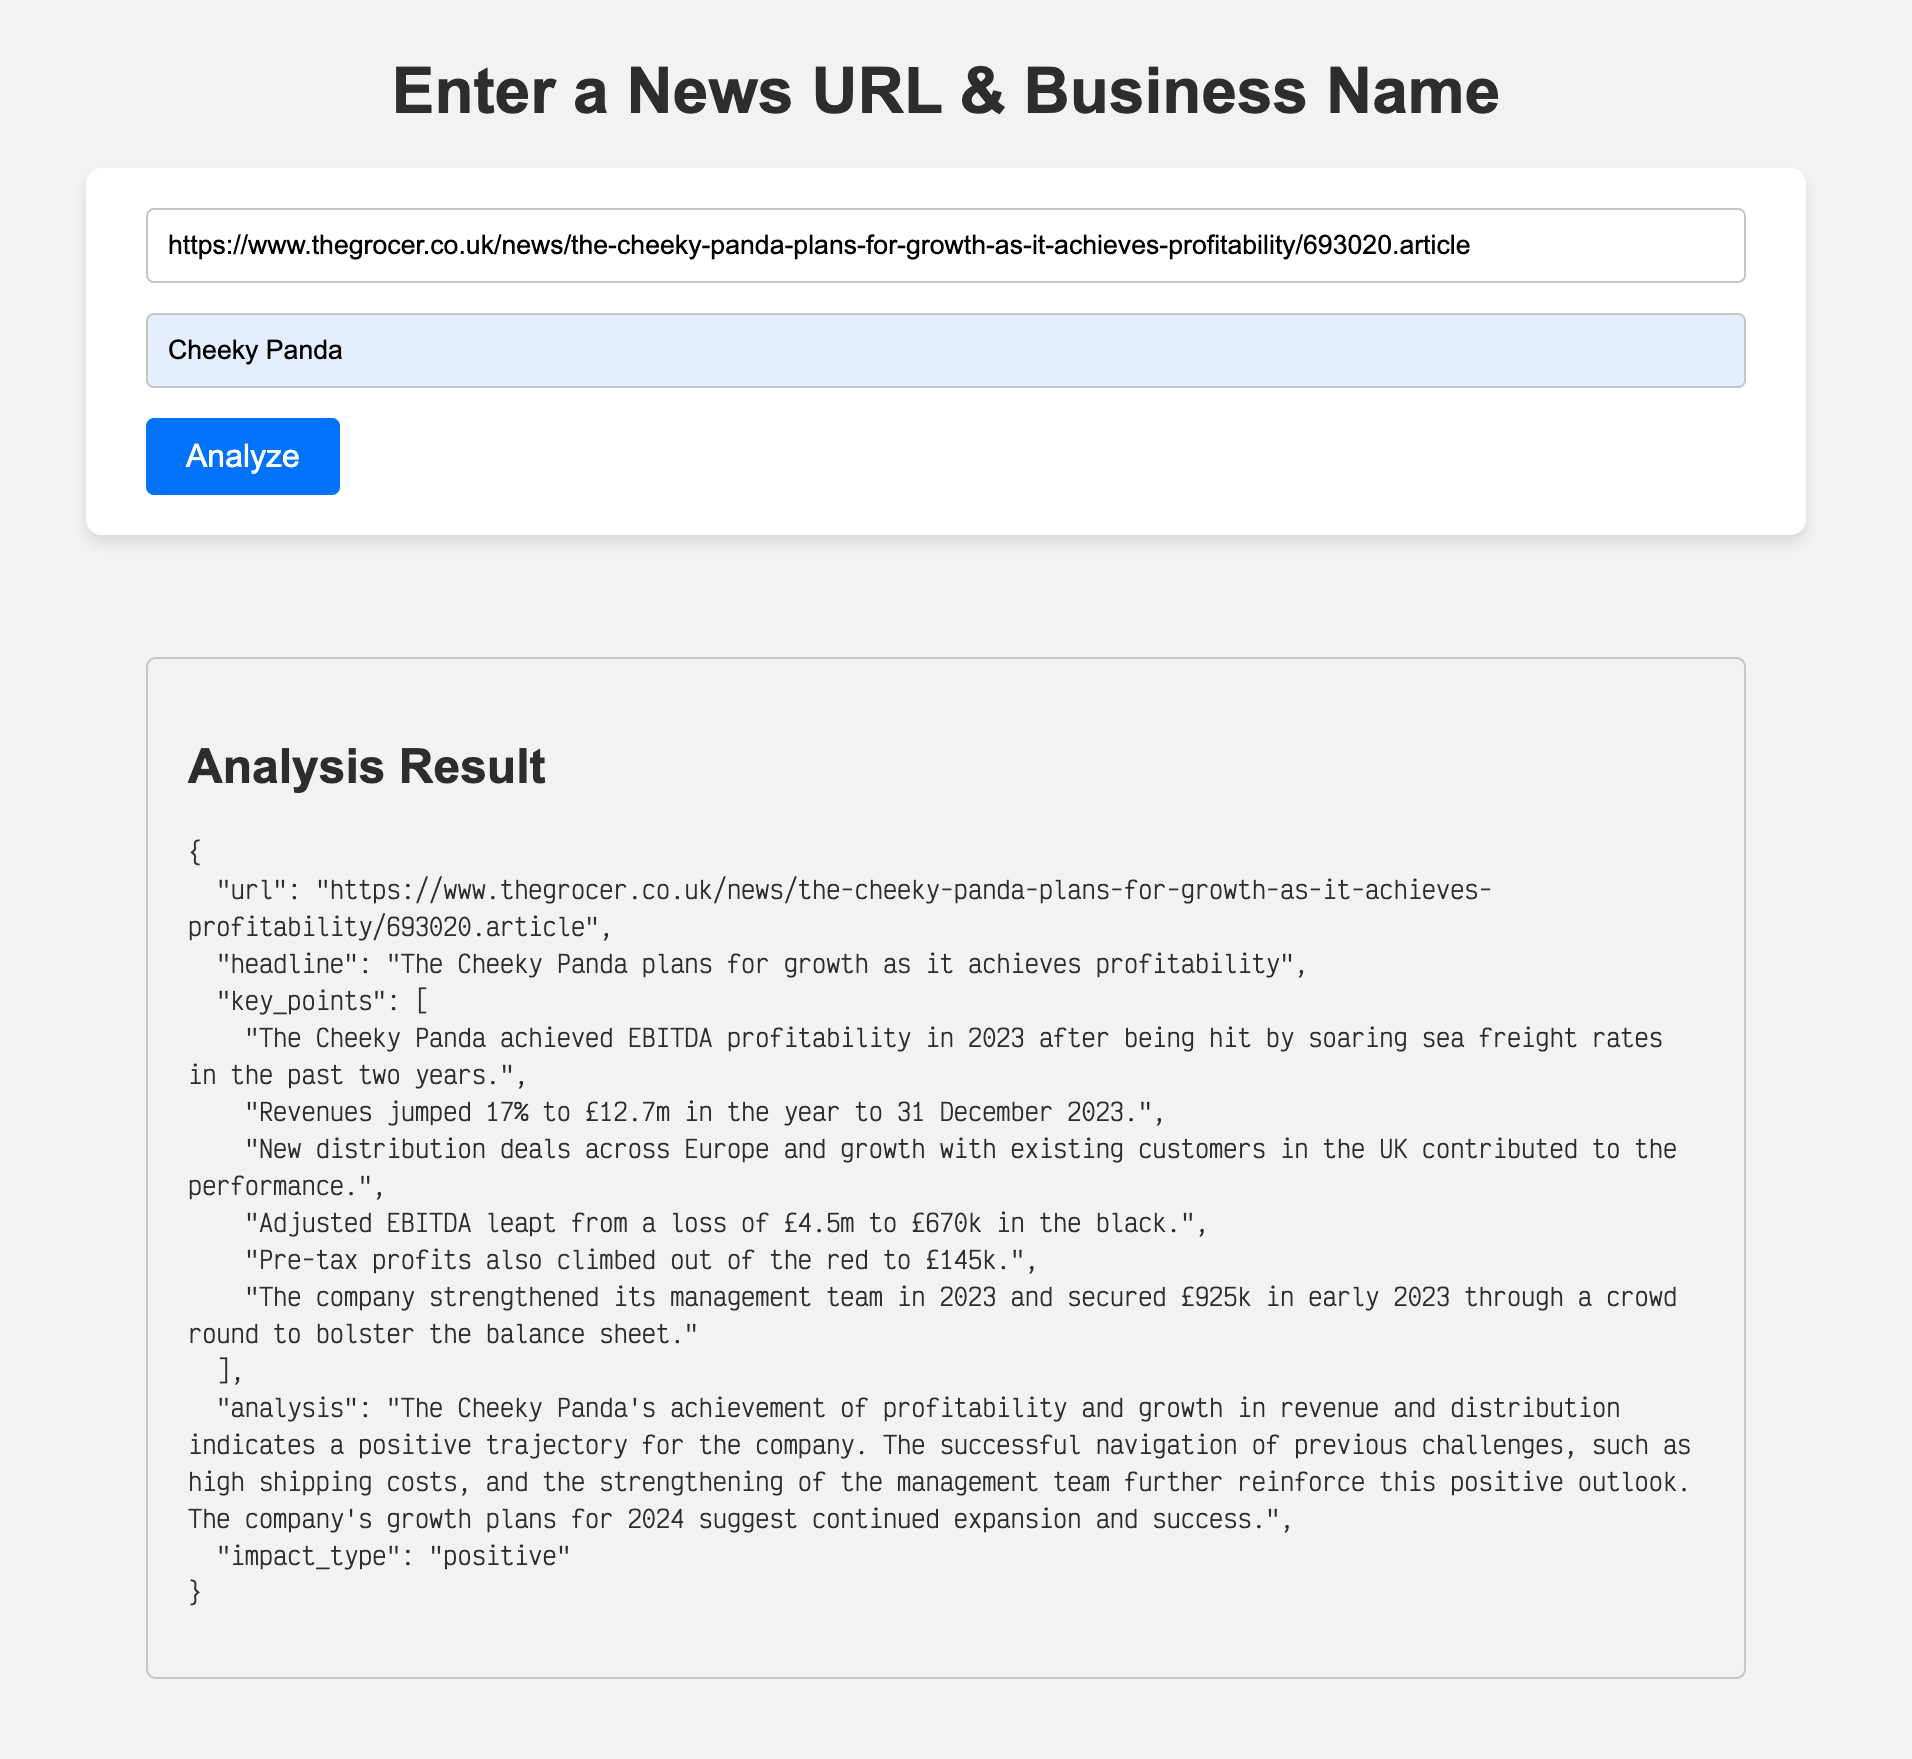 Enter a News URL & Business Name
https://www.thegrocer.co.uk/news/the-cheeky-panda-plans-for-growth-as-it-achieves-profitability/693020.article
Cheeky Panda
Analyze
Analysis Result
{
  "url": "https://www.thegrocer.co.uk/news/the-cheeky-panda-plans-for-growth-as-it-achieves-
profitability/693020.article",
  "headline": "The Cheeky Panda plans for growth as it achieves profitability",
  "key_points": [
    "The Cheeky Panda achieved EBITDA profitability in 2023 after being hit by soaring sea freight rates
in the past two years.",
    "Revenues jumped 17% to £12.7m in the year to 31 December 2023.",
    "New distribution deals across Europe and growth with existing customers in the UK contributed to the
performance.",
    "Adjusted EBITDA leapt from a loss of £4.5m to £670k in the black.",
    "Pre-tax profits also climbed out of the red to £145k.",
    "The company strengthened its management team in 2023 and secured £925k in early 2023 through a crowd
round to bolster the balance sheet."
  ],
  "analysis": "The Cheeky Panda's achievement of profitability and growth in revenue and distribution
indicates a positive trajectory for the company. The successful navigation of previous challenges, such as
high shipping costs, and the strengthening of the management team further reinforce this positive outlook.
The company's growth plans for 2024 suggest continued expansion and success.",
  "impact_type": "positive"
}